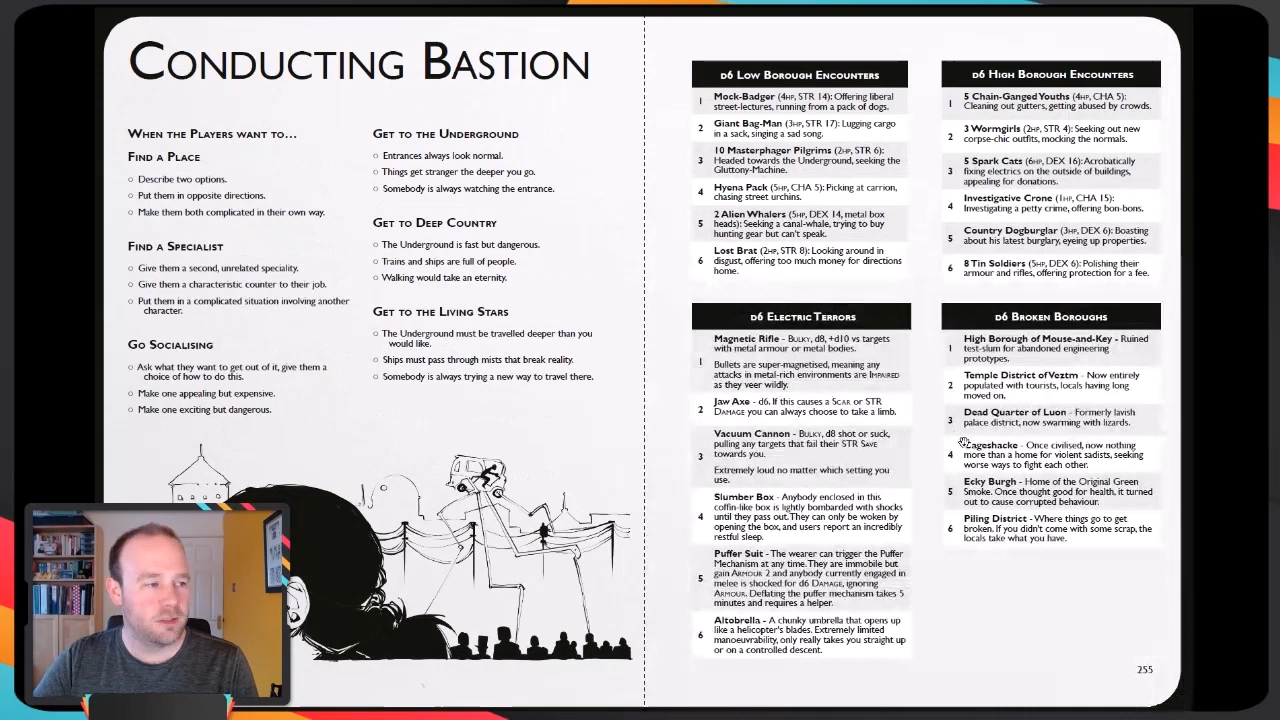 CONDUCTING BASTION
WHEN THE PLAYERS WANT TO...
FIND A PLACE
○ Describe two options.
○ Put them in opposite directions.
○ Make them both complicated in their own way.
FIND A SPECIALIST
○ Give them a second, unrelated speciality.
○ Give them a characteristic counter to their job.
○ Put them in a complicated situation involving another
character.
GO SOCIALISING
○ Ask what they want to get out of it, give them a
choice of how to do this.
○ Make one appealing but expensive.
○ Make one exciting but dangerous.
GET TO THE UNDERGROUND
○ Entrances always look normal.
○ Things get stranger the deeper you go.
○ Somebody is always watching the entrance.
GET TO DEEP COUNTRY
○ The Underground is fast but dangerous.
○ Trains and ships are full of people.
○ Walking would take an eternity.
GET TO THE LIVING STARS
○ The Underground must be travelled deeper than you
would like.
○ Ships must pass through mists that break reality.
○ Somebody is always trying a new way to travel there.
D6 LOW BOROUGH ENCOUNTERS
1 Mock-Badger (4HP, STR 14): Offering liberal
street-lectures, running from a pack of dogs.
2 Giant Bag-Man (3HP, STR 17): Lugging cargo
in a sack, singing a sad song.
3 10 Masterphager Pilgrims (2HP, STR 6):
Headed towards the Underground, seeking the
Gluttony-Machine.
4 Hyena Pack (5HP, CHA 5): Picking at carrion,
chasing street urchins.
5 2 Alien Whalers (5HP, DEX 14, metal box
heads): Seeking a canal-whale, trying to buy
hunting gear but can't speak.
6 Lost Brat (2HP, STR 8): Looking around in
disgust, offering too much money for directions
home.
D6 HIGH BOROUGH ENCOUNTERS
1 5 Chain-Ganged Youths (4HP, CHA 5):
Cleaning out gutters, getting abused by crowds.
2 3 Wormgirls (2HP, STR 4): Seeking out new
corpse-chic outfits, mocking the normals.
3 5 Spark Cats (6HP, DEX 16): Acrobatically
fixing electrics on the outside of buildings,
appealing for donations.
4 Investigative Crone (1HP, CHA 15):
Investigating a petty crime, offering bon-bons.
5 Country Dogburglar (3HP, DEX 6): Boasting
about his latest burglary, eyeing up properties.
6 8 Tin Soldiers (5HP, DEX 6): Polishing their
armour and rifles, offering protection for a fee.
D6 ELECTRIC TERRORS
1 Magnetic Rifle - BULKY, d8, +d10 vs targets
with metal armour or metal bodies.
Bullets are super-magnetised, meaning any
attacks in metal-rich environments are IMPAIRED
as they veer wildly.
2 Jaw Axe - d6. If this causes a SCAR or STR
DAMAGE you can always choose to take a limb.
3 Vacuum Cannon - BULKY, d8 shot or suck,
pulling any targets that fail their STR SAVE
towards you.
Extremely loud no matter which setting you
use.
4 Slumber Box - Anybody enclosed in this
coffin-like box is lightly bombarded with shocks
until they pass out. They can only be woken by
opening the box, and users report an incredibly
restful sleep.
5 Puffer Suit - The wearer can trigger the Puffer
Mechanism at any time. They are immobile but
gain ARMOUR 2 and anybody currently engaged in
melee is shocked for d6 DAMAGE, ignoring
ARMOUR. Deflating the puffer mechanism takes 5
minutes and requires a helper.
6 Altobrella - A chunky umbrella that opens up
like a helicopter's blades. Extremely limited
manoeuvrability, only really takes you straight up
or on a controlled descent.
D6 BROKEN BOROUGHS
1 High Borough of Mouse-and-Key - Ruined
test-slum for abandoned engineering
prototypes.
2 Temple District of Veztm - Now entirely
populated with tourists, locals having long
moved on.
3 Dead Quarter of Luon - Formerly lavish
palace district, now swarming with lizards.
4 - Once civilised, now nothing
more than a home for violent sadists, seeking
worse ways to fight each other.
5 Ecky Burgh - Home of the Original Green
Smoke. Once thought good for health, it turned
out to cause corrupted behaviour.
6 Piling District - Where things go to get
broken. If you didn't come with some scrap, the
locals take what you have.
255